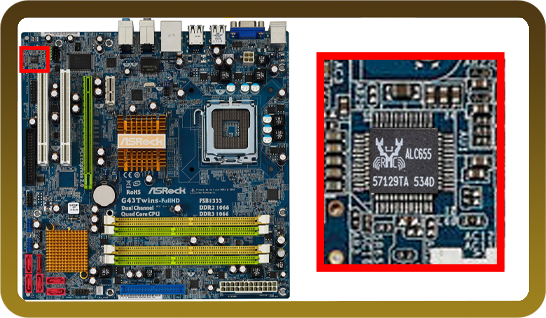 ASRock
ASRock
RoHS
G43Twins-FullHD
FSB1333
Dual Channel
DDR3 1066
Quad Core CPU
DDR2 1066
ALC655
57129TA 534D